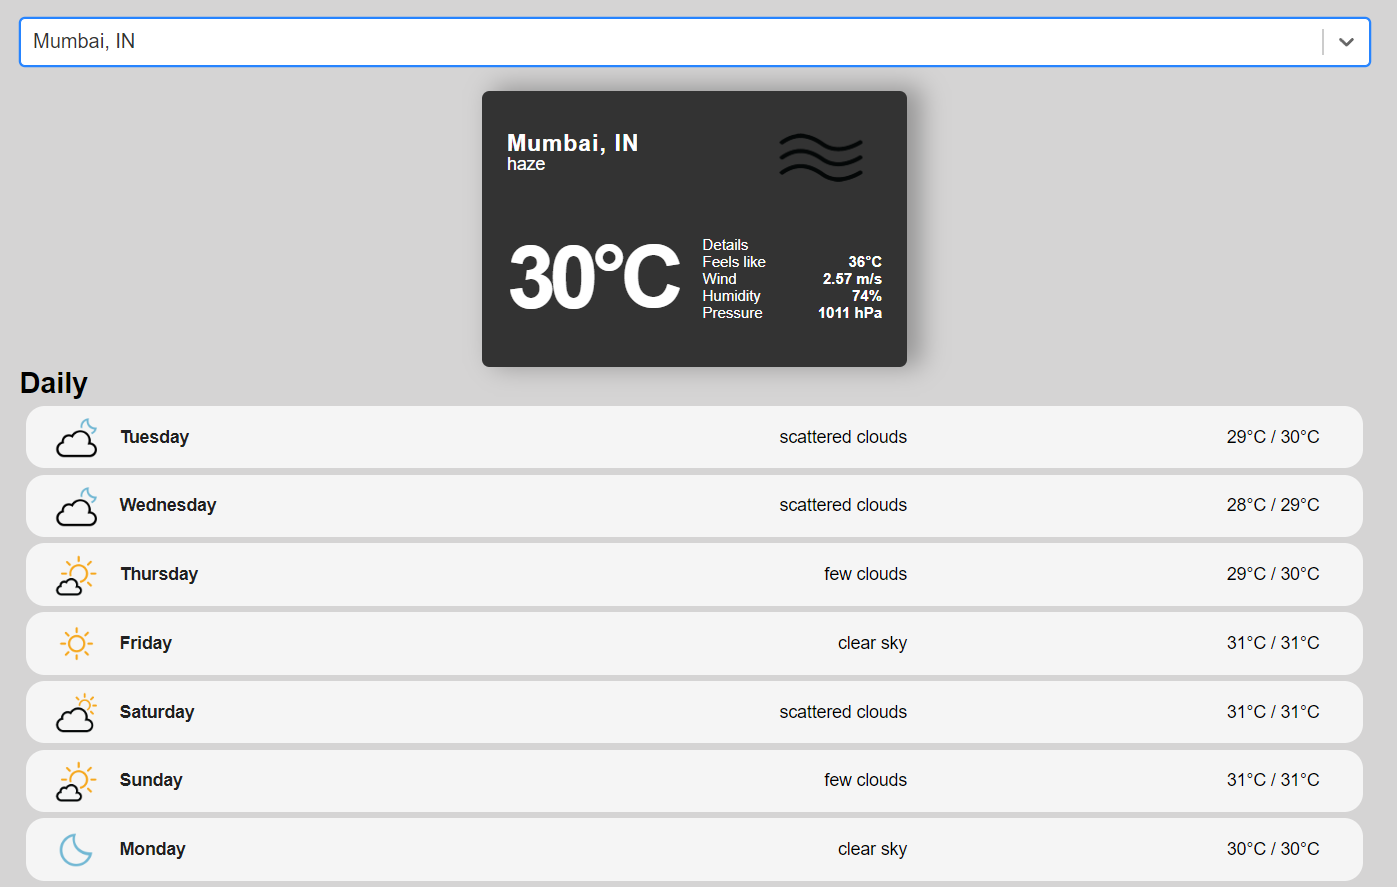 Mumbai, IN
Mumbai, IN
haze
30°C
Details
Feels like 36°C
Wind 2.57 m/s
Humidity 74%
Pressure 1011 hPa
Daily
Tuesday scattered clouds 29°C / 30°C
Wednesday scattered clouds 28°C / 29°C
Thursday few clouds 29°C / 30°C
Friday clear sky 31°C / 31°C
Saturday scattered clouds 31°C / 31°C
Sunday few clouds 31°C / 31°C
Monday clear sky 30°C / 30°C